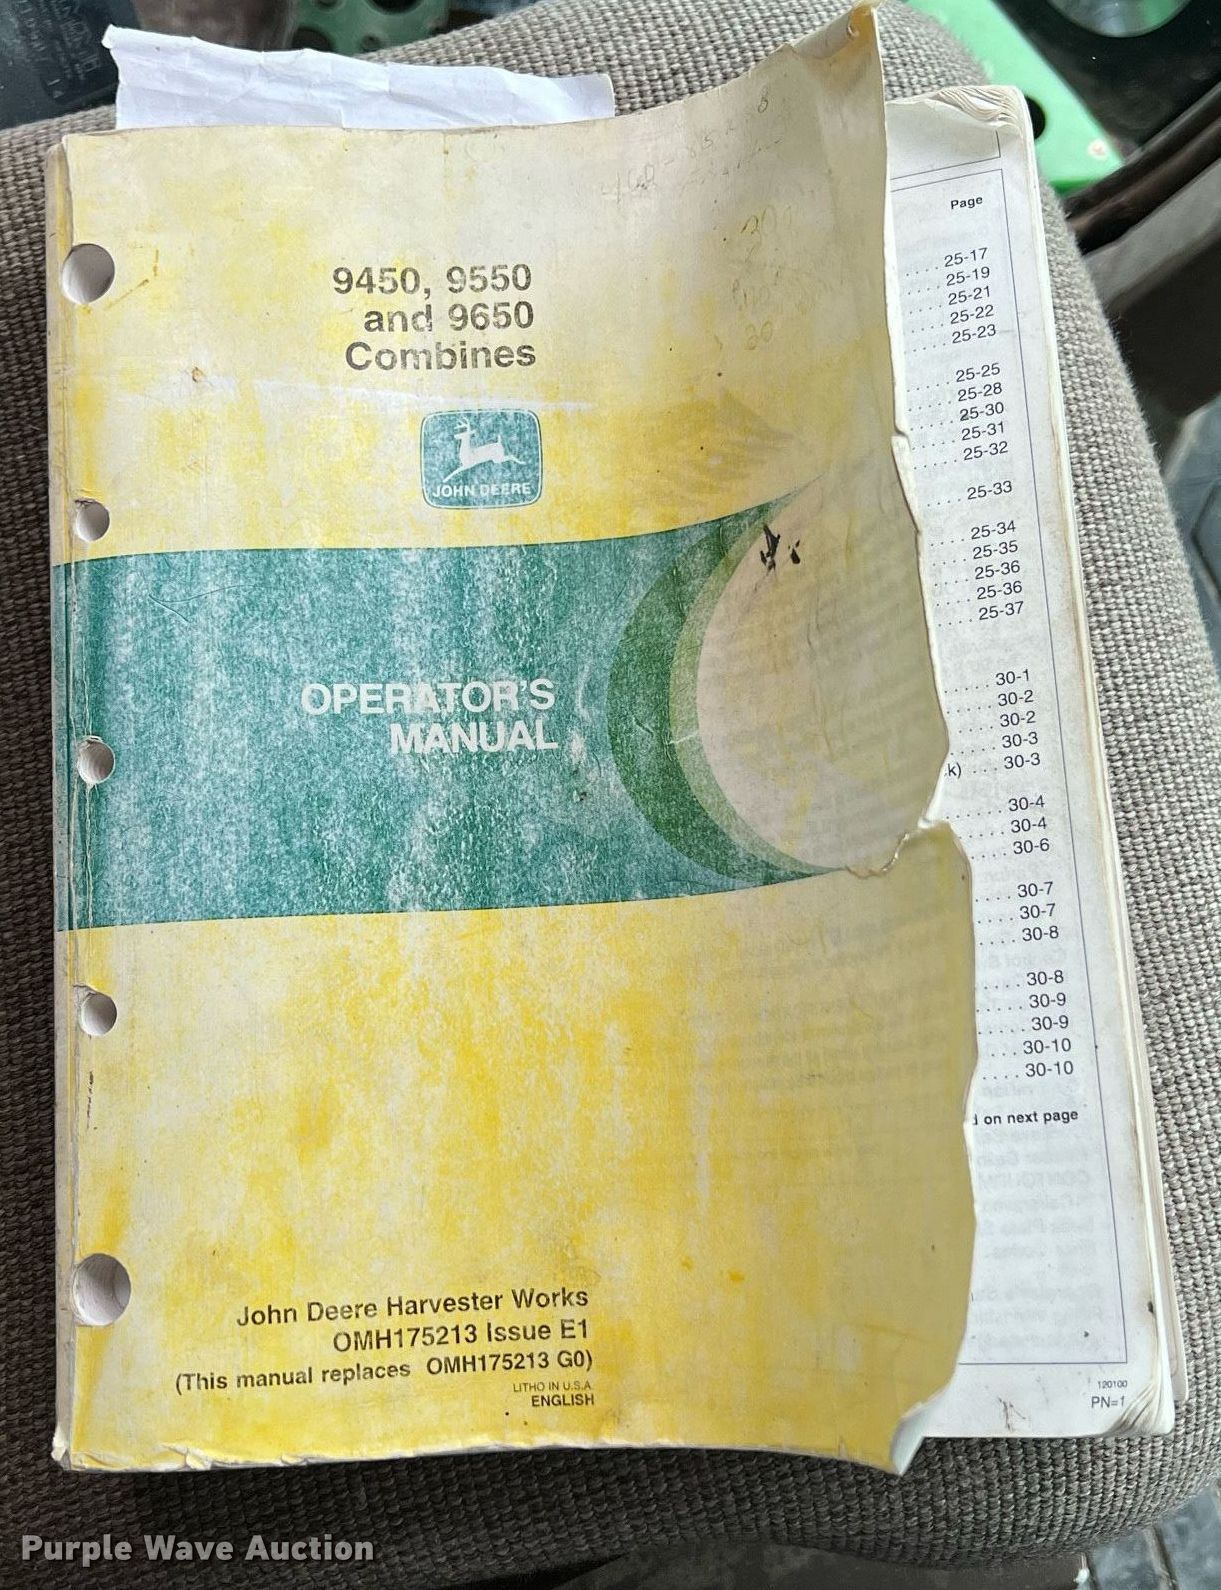 9450, 9550
and 9650
Combines
JOHN DEERE
OPERATOR'S
MANUAL
John Deere Harvester Works
OMH175213 Issue E1
(This manual replaces OMH175213 G0)
LITHO IN U.S.A.
ENGLISH
Page
.... 25-17
.... 25-19
.... 25-21
.... 25-22
.... 25-23
..... 25-25
..... 25-28
..... 25-30
..... 25-31
..... 25-32
.... 25-33
.... 25-34
.... 25-35
.... 25-36
.... 25-36
.... 25-37
..... 30-1
.... 30-2
.... 30-2
.... 30-3
k) ... 30-3
.... 30-4
.... 30-4
.... 30-6
.... 30-7
.... 30-7
.... 30-8
.... 30-8
.... 30-9
.... 30-9
.... 30-10
.... 30-10
on next page
120100
PN=1
Purple Wave Auction